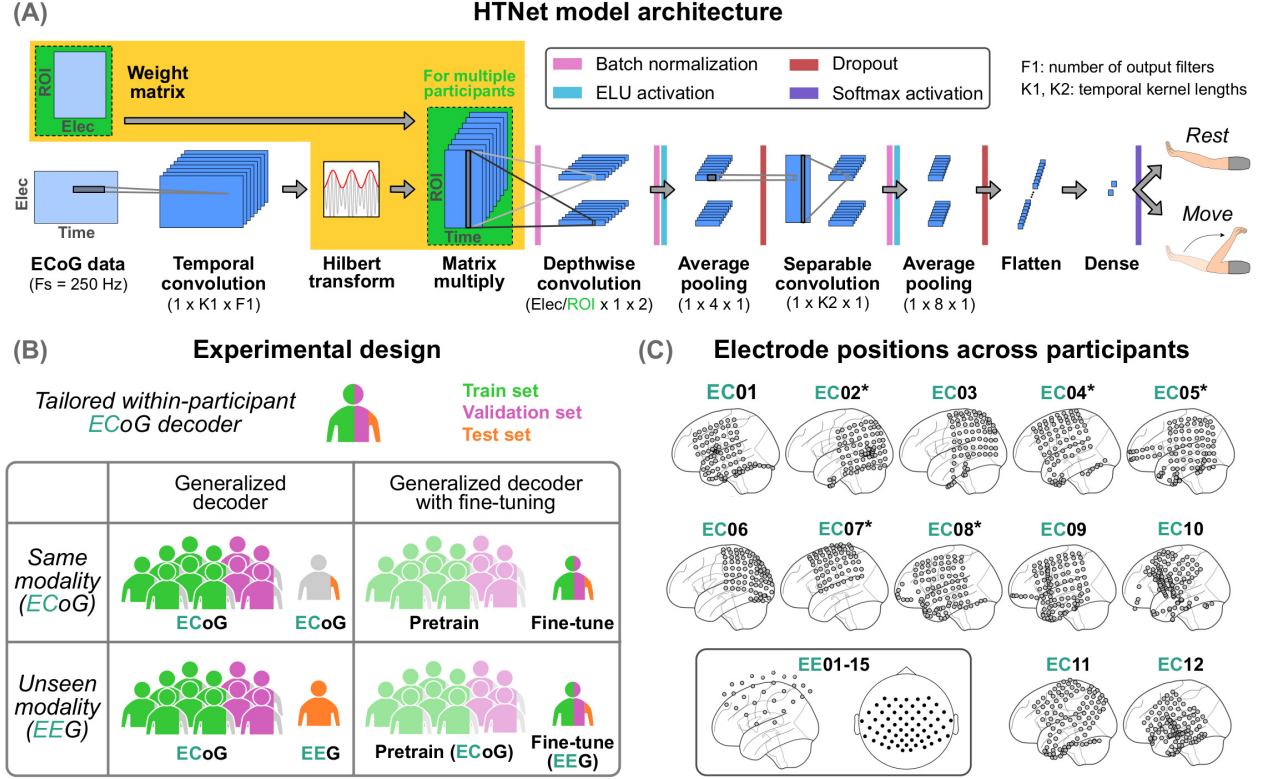 (A)
HTNet model architecture
ROI
Elec
Weight
matrix
For multiple
participants
Batch normalization
ELU activation
Dropout
Softmax activation
F1: number of output filters
K1, K2: temporal kernel lengths
Rest
Move
Elec
Time
ROI
Time
ECoG data
(Fs = 250 Hz)
Temporal
convolution
(1 x K1 x F1)
Hilbert
transform
Matrix
multiply
Depthwise
convolution
(Elec/ROI x 1 x 2)
Average
pooling
(1 x 4 x 1)
Separable
convolution
(1 x K2 x 1)
Average
pooling
(1 x 8 x 1)
Flatten
Dense
(B)
Experimental design
Tailored within-participant
ECoG decoder
Train set
Validation set
Test set
Generalized
decoder
Generalized decoder
with fine-tuning
Same
modality
(ECoG)
ECoG
ECoG
Pretrain
Fine-tune
Unseen
modality
(EEG)
ECoG
EEG
Pretrain (ECoG)
Fine-tune
(EEG)
(C)
Electrode positions across participants
EC01
EC02*
EC03
EC04*
EC05*
EC06
EC07*
EC08*
EC09
EC10
EE01-15
EC11
EC12